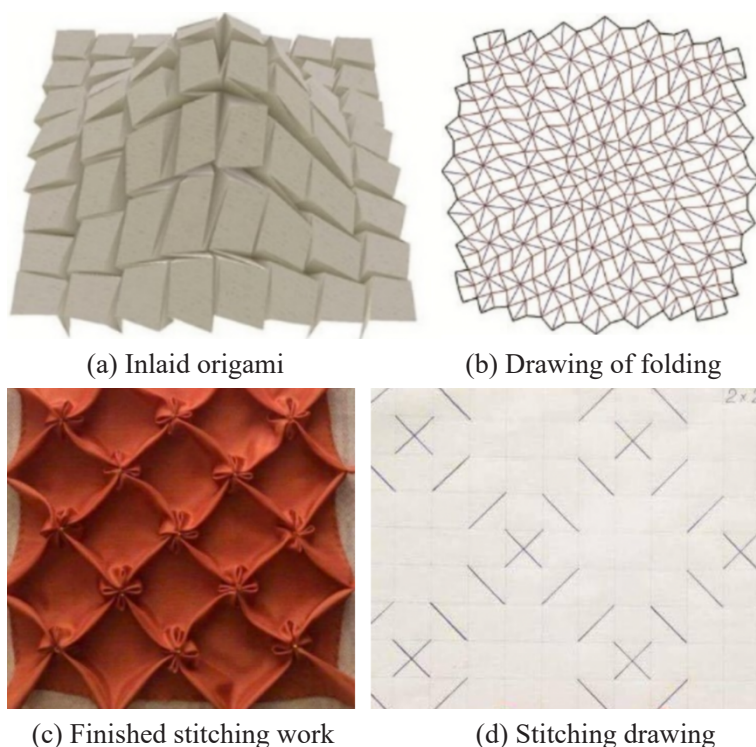 (a) Inlaid origami
(b) Drawing of folding
2×2
(c) Finished stitching work
(d) Stitching drawing